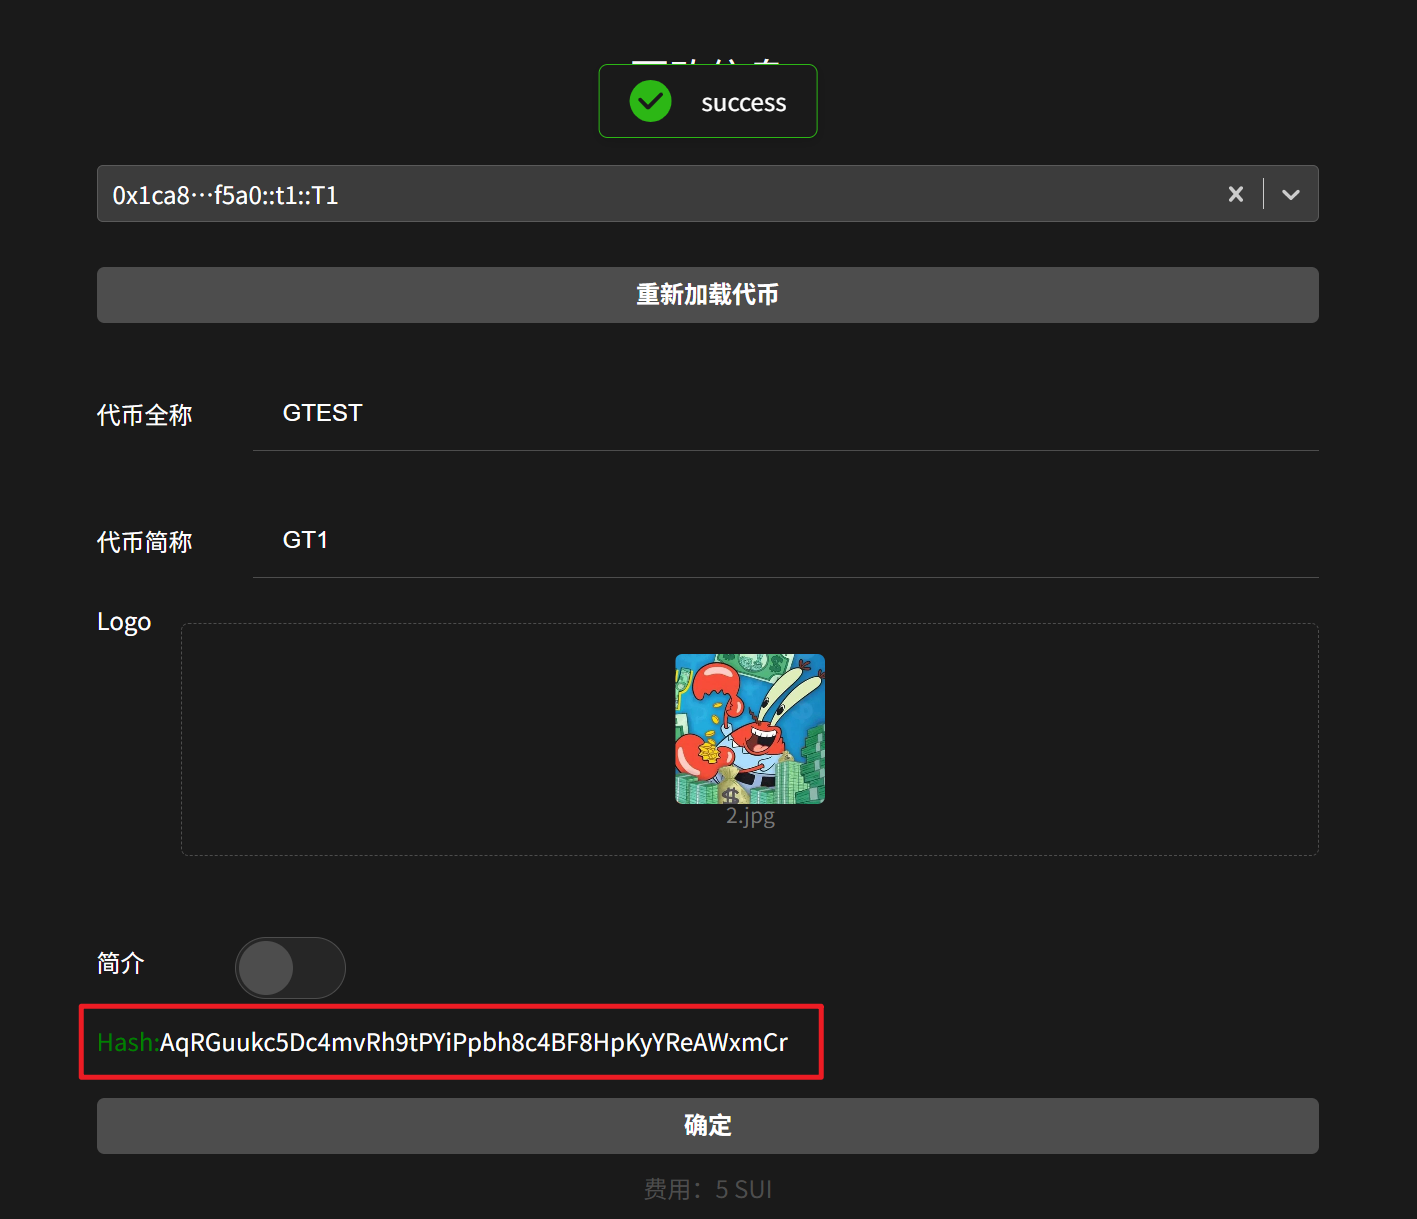 success
0x1ca8···f5a0::t1::T1
重新加载代币
代币全称 GTEST
代币简称 GT1
Logo
2.jpg
简介
Hash:AqRGuukc5Dc4mvRh9tPYiPpbh8c4BF8HpKyYReAWxmCr
确定
费用：5 SUI